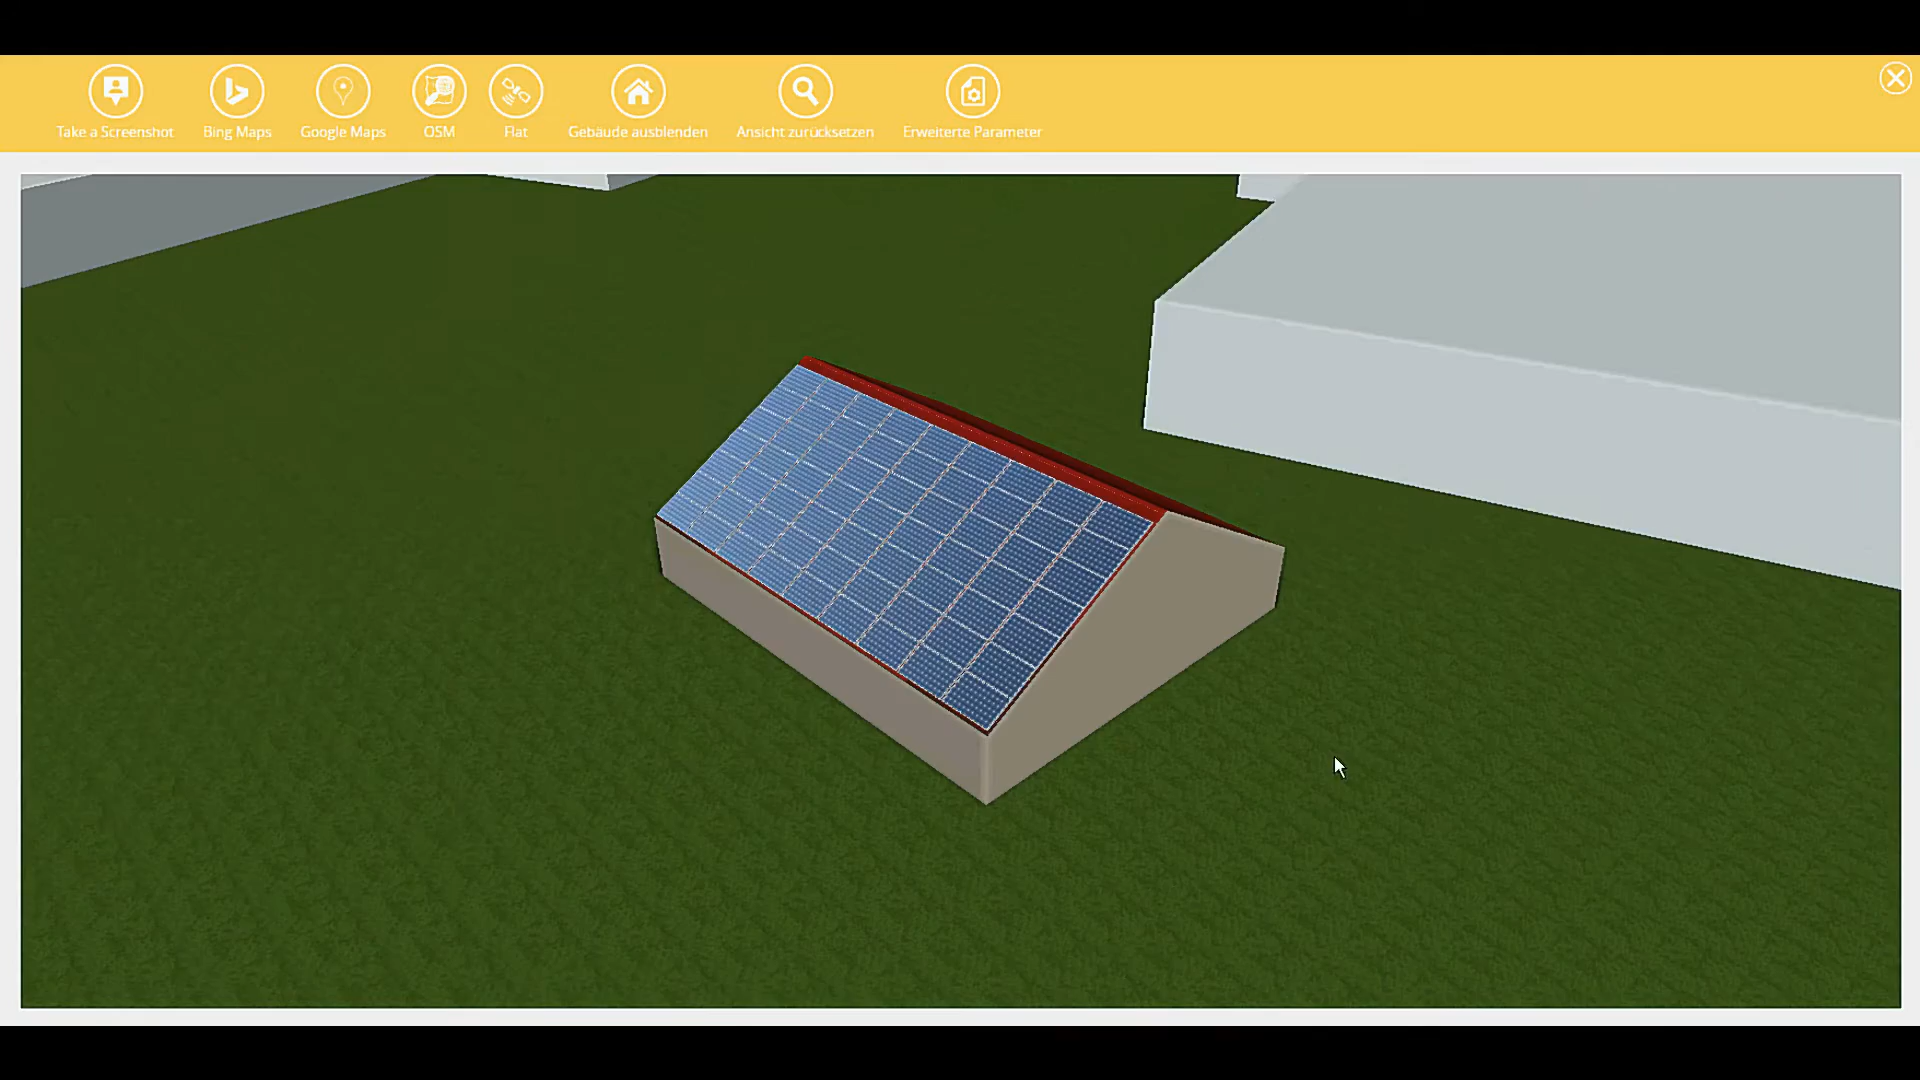 Take a Screenshot
Bing Maps
Google Maps
OSM
Flat
Gebäude ausblenden
Ansicht zurücksetzen
Erweiterte Parameter